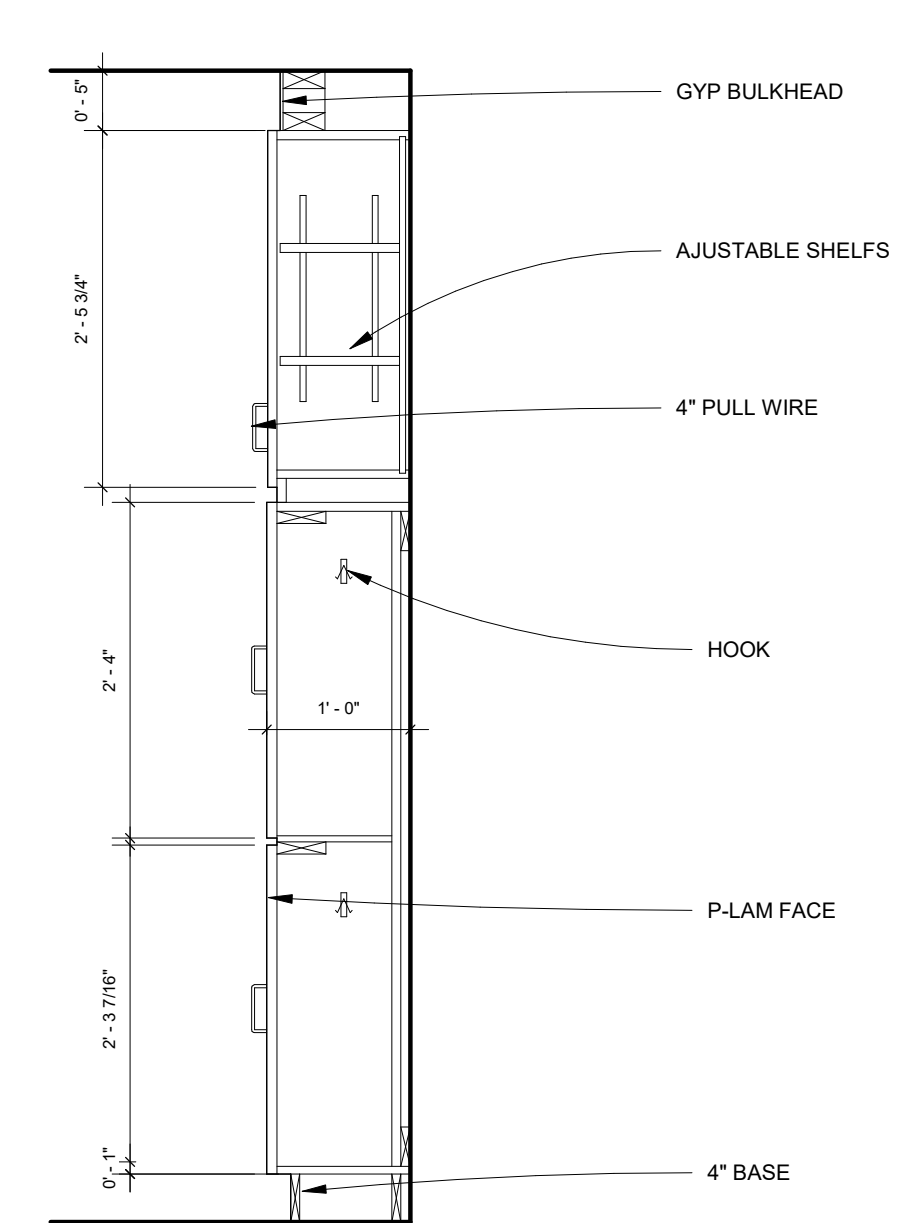 0' - 5"
GYP BULKHEAD
AJUSTABLE SHELFS
2' - 5 3/4"
4" PULL WIRE
HOOK
2' - 4"
1' - 0"
P-LAM FACE
2' - 3 7/16"
0' - 1"
4" BASE